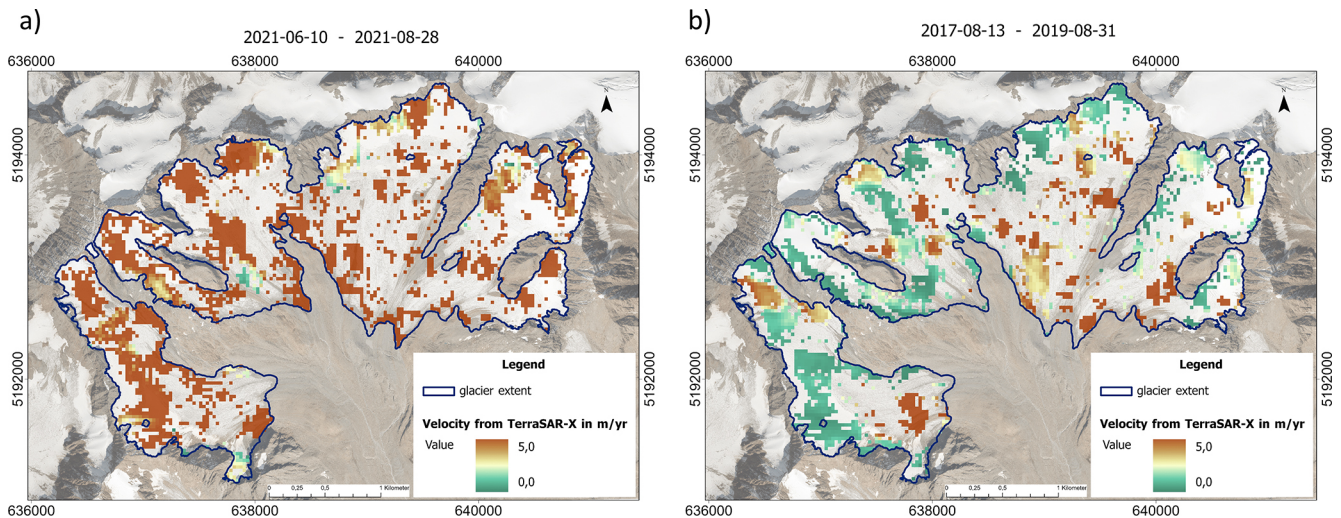 a)
2021-06-10 - 2021-08-28
636000 638000 640000
N
5194000
5192000
Legend
glacier extent
Velocity from TerraSAR-X in m/yr
Value
5,0
0,0
0 0,25 0,5 1 Kilometer
636000 638000 640000
b)
2017-08-13 - 2019-08-31
636000 638000 640000
N
5194000 5194000
5192000 5192000
Legend
glacier extent
Velocity from TerraSAR-X in m/yr
Value
5,0
0,0
0 0,25 0,5 1 Kilometer
636000 638000 640000